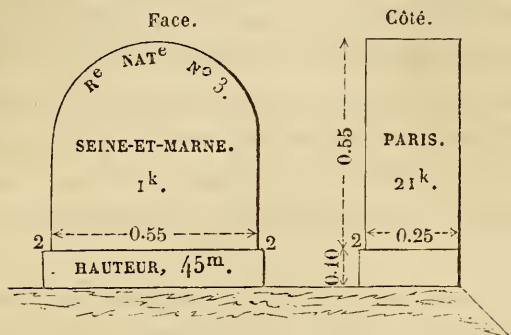 Face.
Côté.
Re NATe No 3.
SEINE-ET-MARNE.
1k.
0.55
2
2
HAUTEUR, 45m.
0.55
PARIS.
21k.
2
0.25
0.10